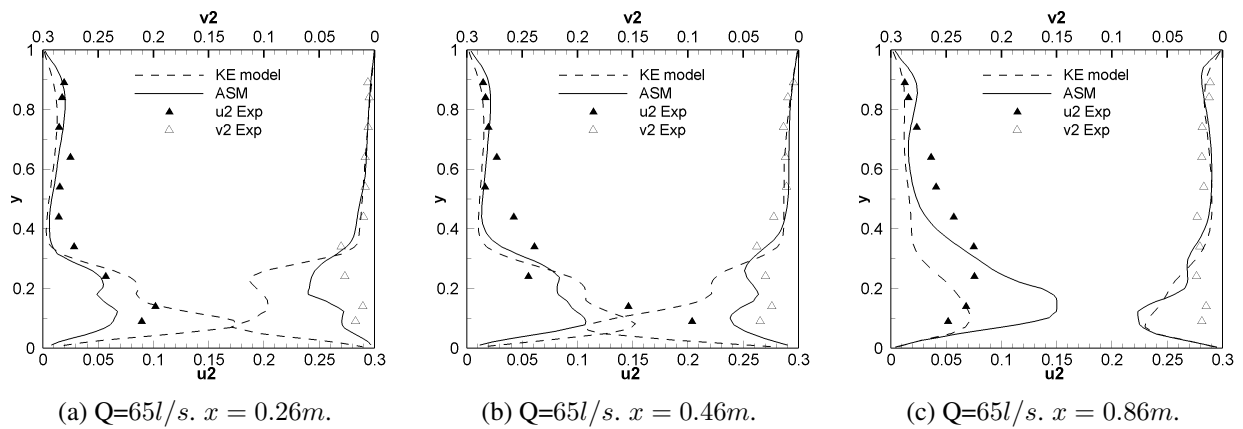 v2
0.3 0.25 0.2 0.15 0.1 0.05 0
1
0.8
0.6
0.4
0.2
0
y
KE model
ASM
u2 Exp
v2 Exp
0 0.1 0.2 0.3
u2
(a) Q=65l/s. x = 0.26m.
v2
0.3 0.25 0.2 0.15 0.1 0.05 0
1
0.8
0.6
0.4
0.2
0
y
KE model
ASM
u2 Exp
v2 Exp
0 0.05 0.1 0.15 0.2 0.25 0.3
u2
(b) Q=65l/s. x = 0.46m.
v2
0.3 0.25 0.2 0.15 0.1 0.05 0
1
0.8
0.6
0.4
0.2
0
y
KE model
ASM
u2 Exp
v2 Exp
0 0.05 0.1 0.15 0.2 0.25 0.3
u2
(c) Q=65l/s. x = 0.86m.